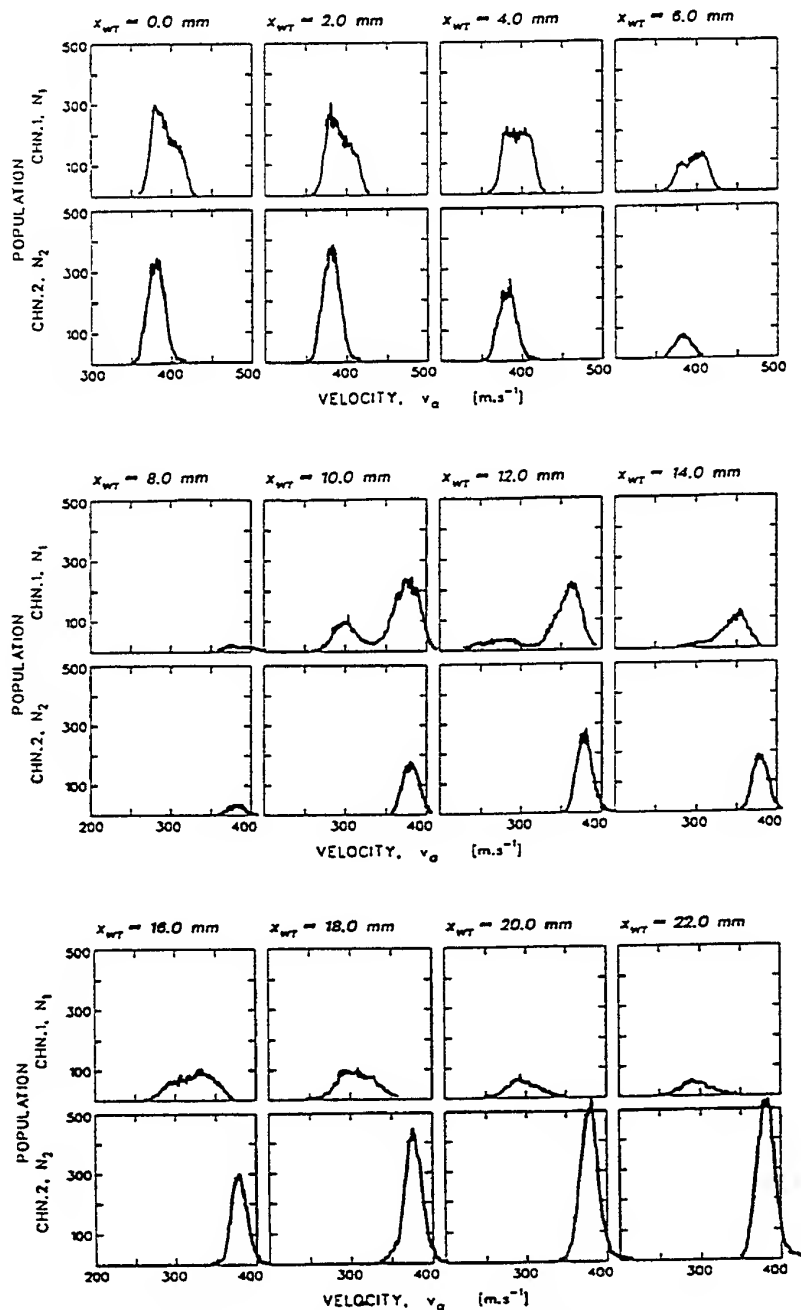 x_WT = 0.0 mm x_WT = 2.0 mm x_WT = 4.0 mm x_WT = 6.0 mm
500
300
100
CHN.1, N₁
POPULATION
500
300
100
CHN.2, N₂
300 400 500 400 500 400 500 400 500
VELOCITY, v_a [m.s⁻¹] VELOCITY, v_a [m.s⁻¹]
x_WT = 8.0 mm x_WT = 10.0 mm x_WT = 12.0 mm x_WT = 14.0 mm
500
300
100
CHN.1, N₁
POPULATION
500
300
100
CHN.2, N₂
200 300 400 300 400 300 400 300 400
VELOCITY, v_a [m.s⁻¹]
x_WT = 16.0 mm x_WT = 18.0 mm x_WT = 20.0 mm x_WT = 22.0 mm
500
300
100
CHN.1, N₁
POPULATION
500
300
100
CHN.2, N₂
200 300 400 300 400 300 400 300 400
VELOCITY, v_a [m.s⁻¹]